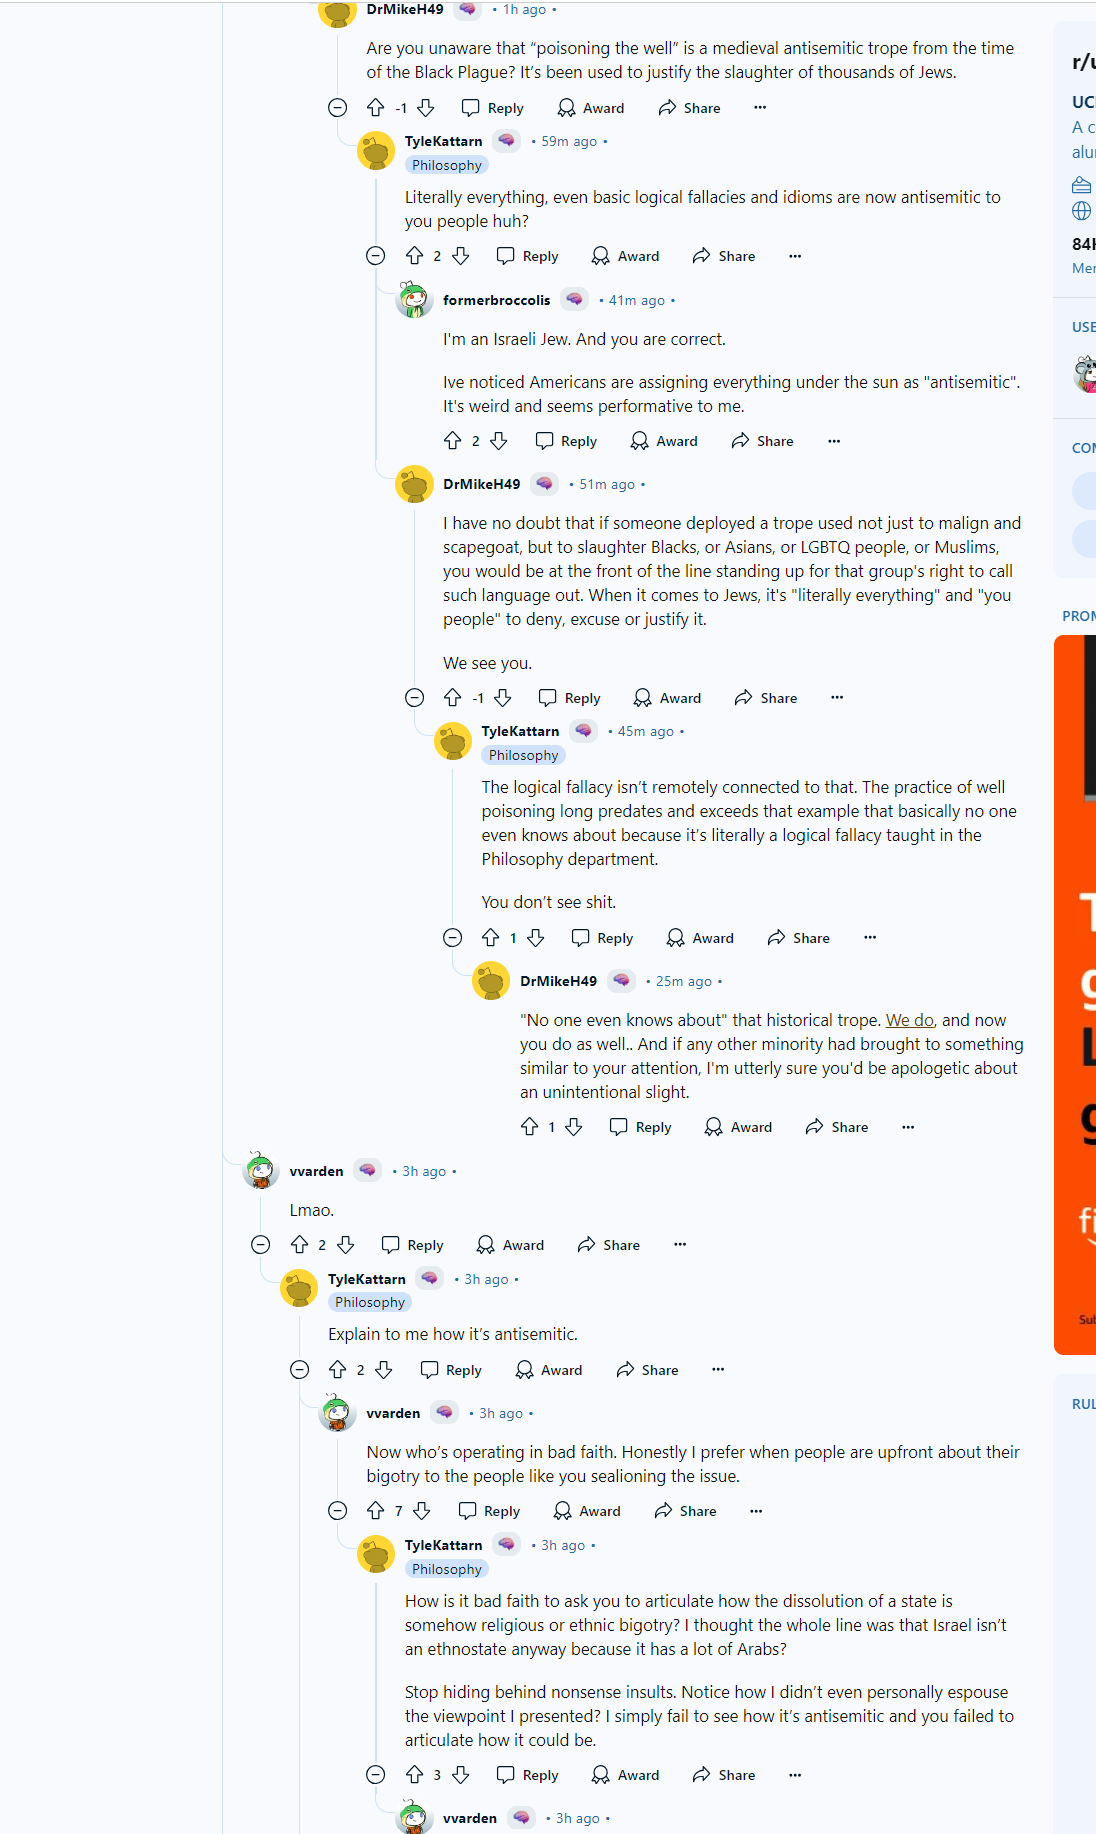 DrMikeH49 • 1h ago •
Are you unaware that “poisoning the well” is a medieval antisemitic trope from the time
of the Black Plague? It’s been used to justify the slaughter of thousands of Jews.
-1 Reply Award Share ...
TyleKattarn • 59m ago •
Philosophy
Literally everything, even basic logical fallacies and idioms are now antisemitic to
you people huh?
2 Reply Award Share ...
formerbroccolis • 41m ago •
I'm an Israeli Jew. And you are correct.
Ive noticed Americans are assigning everything under the sun as "antisemitic".
It's weird and seems performative to me.
2 Reply Award Share ...
DrMikeH49 • 51m ago •
I have no doubt that if someone deployed a trope used not just to malign and
scapegoat, but to slaughter Blacks, or Asians, or LGBTQ people, or Muslims,
you would be at the front of the line standing up for that group's right to call
such language out. When it comes to Jews, it's "literally everything" and "you
people" to deny, excuse or justify it.
We see you.
-1 Reply Award Share ...
TyleKattarn • 45m ago •
Philosophy
The logical fallacy isn’t remotely connected to that. The practice of well
poisoning long predates and exceeds that example that basically no one
even knows about because it’s literally a logical fallacy taught in the
Philosophy department.
You don’t see shit.
1 Reply Award Share ...
DrMikeH49 • 25m ago •
"No one even knows about" that historical trope. We do, and now
you do as well.. And if any other minority had brought to something
similar to your attention, I'm utterly sure you'd be apologetic about
an unintentional slight.
1 Reply Award Share ...
vvarden • 3h ago •
Lmao.
2 Reply Award Share ...
TyleKattarn • 3h ago •
Philosophy
Explain to me how it’s antisemitic.
2 Reply Award Share ...
vvarden • 3h ago •
Now who’s operating in bad faith. Honestly I prefer when people are upfront about their
bigotry to the people like you sealioning the issue.
7 Reply Award Share ...
TyleKattarn • 3h ago •
Philosophy
How is it bad faith to ask you to articulate how the dissolution of a state is
somehow religious or ethnic bigotry? I thought the whole line was that Israel isn’t
an ethnostate anyway because it has a lot of Arabs?
Stop hiding behind nonsense insults. Notice how I didn’t even personally espouse
the viewpoint I presented? I simply fail to see how it’s antisemitic and you failed to
articulate how it could be.
3 Reply Award Share ...
vvarden • 3h ago •
r/u
UC
A c
alu
84
Mer
USE
COM
PROM
T
g
L
g
fi
Sul
RUL